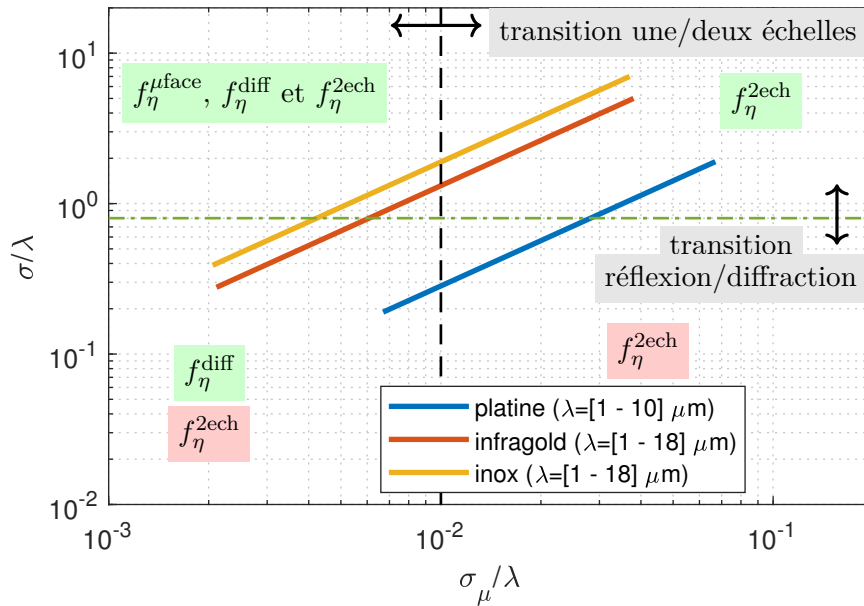 transition une/deux échelles
10^1
f_η^{μface}, f_η^{diff} et f_η^{2ech}
f_η^{2ech}
10^0
σ/λ
transition
réflexion/diffraction
10^{-1}
f_η^{diff}
f_η^{2ech}
f_η^{2ech}
platine (λ=[1 - 10] μm)
infragold (λ=[1 - 18] μm)
inox (λ=[1 - 18] μm)
10^{-2}
10^{-3}
10^{-2}
10^{-1}
σ_μ/λ